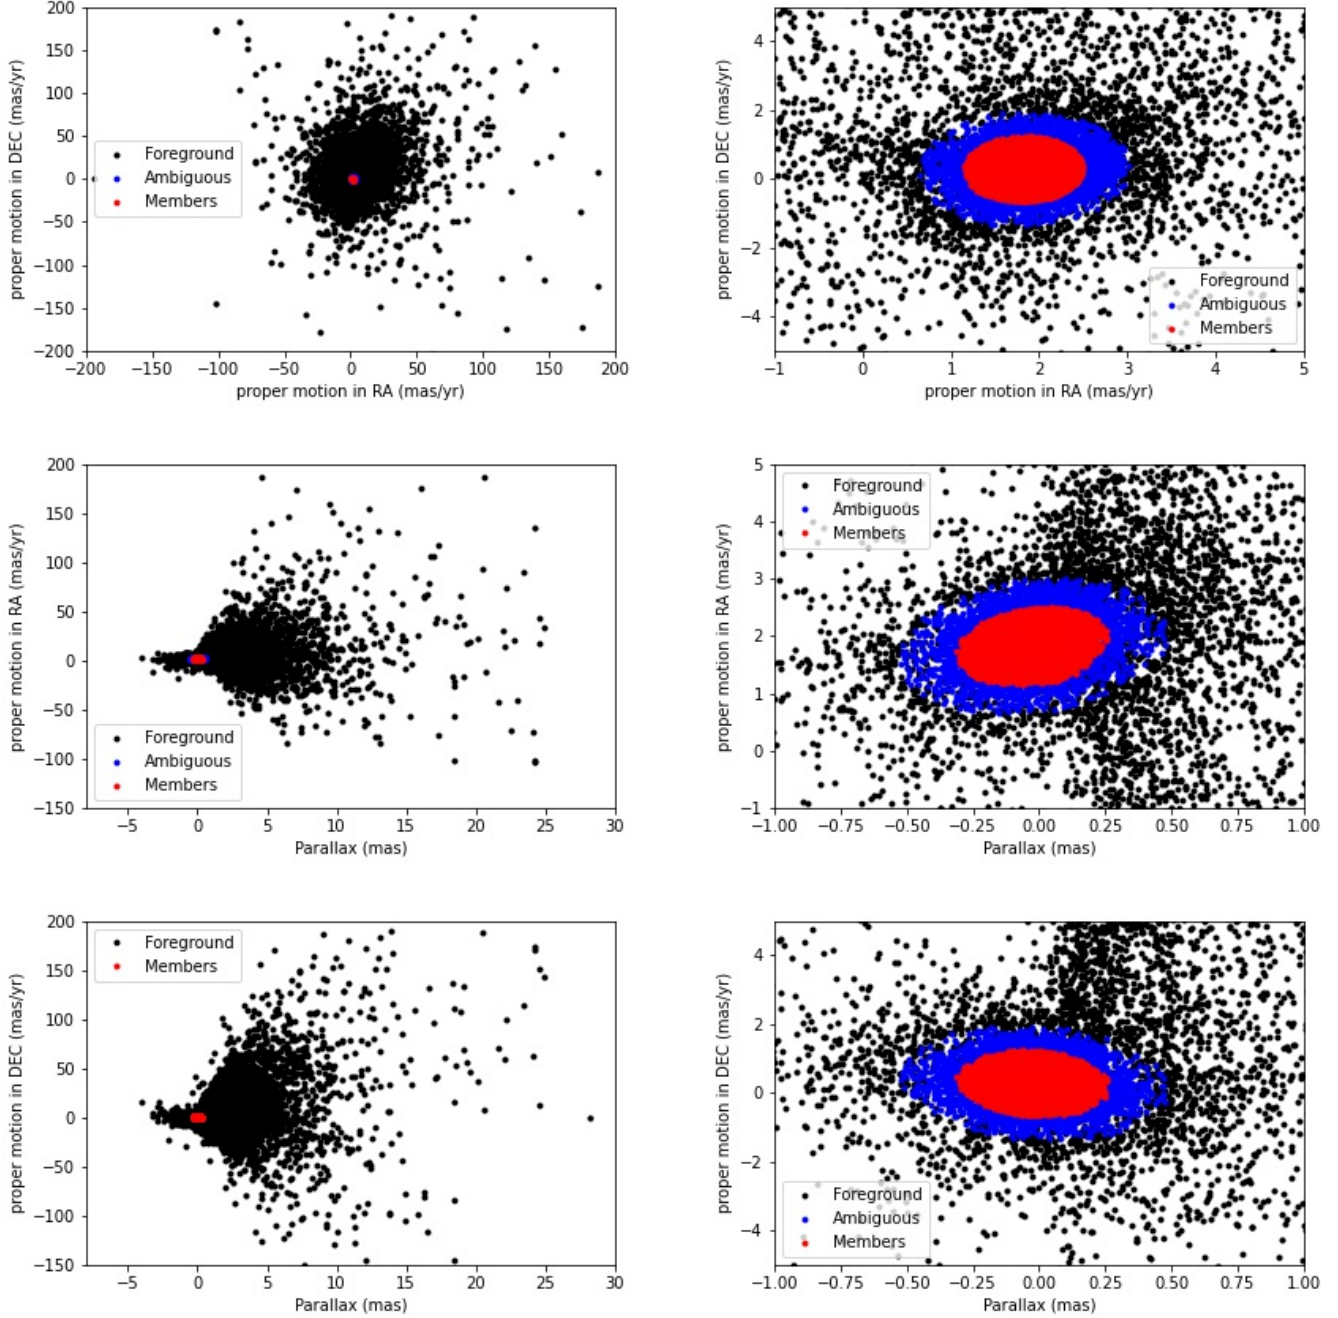 200
150
100
50
0
−50
−100
−150
−200
proper motion in DEC (mas/yr)
Foreground
Ambiguous
Members
−200 −150 −100 −50 0 50 100 150 200
proper motion in RA (mas/yr)
4
2
0
−2
−4
proper motion in DEC (mas/yr)
Foreground
Ambiguous
Members
−1 0 1 2 3 4 5
proper motion in RA (mas/yr)
200
150
100
50
0
−50
−100
−150
proper motion in RA (mas/yr)
Foreground
Ambiguous
Members
−5 0 5 10 15 20 25 30
Parallax (mas)
5
4
3
2
1
0
−1
proper motion in RA (mas/yr)
Foreground
Ambiguous
Members
−1.00 −0.75 −0.50 −0.25 0.00 0.25 0.50 0.75 1.00
Parallax (mas)
200
150
100
50
0
−50
−100
−150
proper motion in DEC (mas/yr)
Foreground
Members
−5 0 5 10 15 20 25 30
Parallax (mas)
4
2
0
−2
−4
proper motion in DEC (mas/yr)
Foreground
Ambiguous
Members
−1.00 −0.75 −0.50 −0.25 0.00 0.25 0.50 0.75 1.00
Parallax (mas)